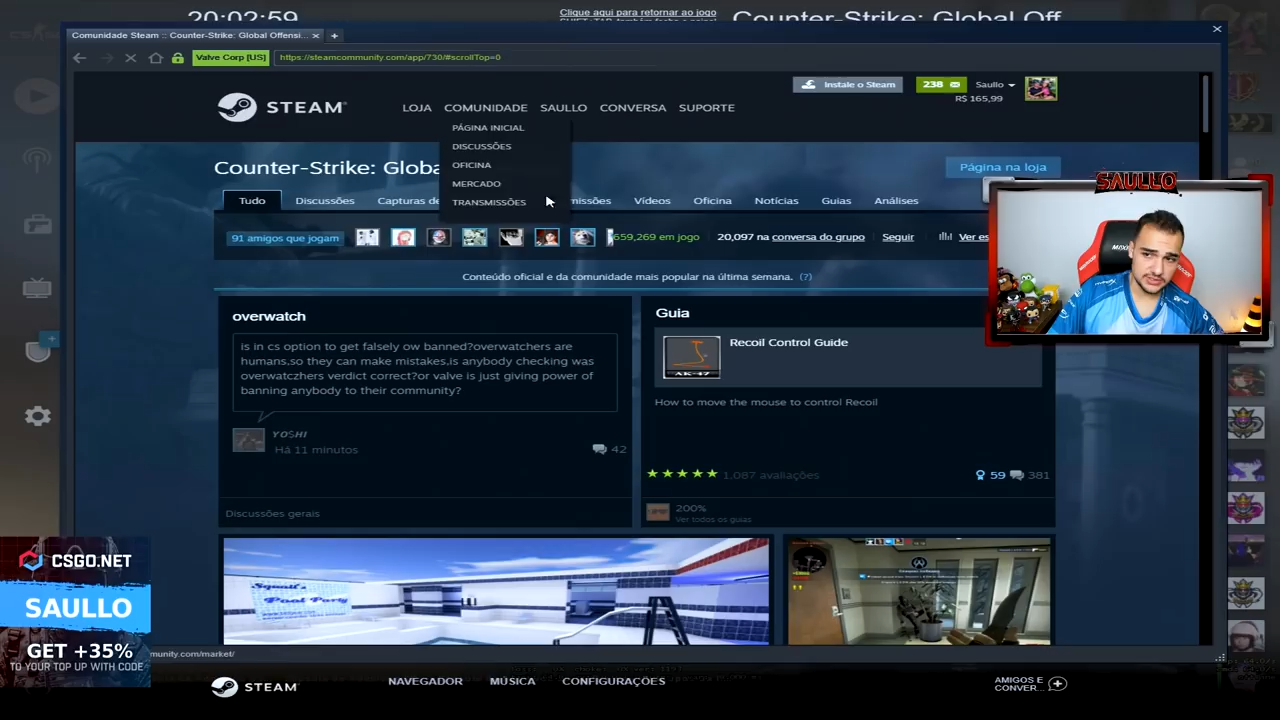 20:02:59
Clique aqui para retornar ao jogo
Counter-Strike: Global Off
Comunidade Steam :: Counter-Strike: Global Offensi...
Valve Corp [US]
https://steamcommunity.com/app/730/#scrollTop=0
STEAM
LOJA COMUNIDADE SAULLO CONVERSA SUPORTE
Instale o Steam
238
Saullo
R$ 165,99
PÁGINA INICIAL
DISCUSSÕES
OFICINA
MERCADO
TRANSMISSÕES
Counter-Strike: Globa
Página na loja
Tudo Discussões Capturas de missões Vídeos Oficina Notícias Guias Análises
91 amigos que jogam
659,269 em jogo
20,097 na conversa do grupo
Seguir
Ver es
Conteúdo oficial e da comunidade mais popular na última semana. (?)
overwatch
is in cs option to get falsely ow banned?overwatchers are
humans.so they can make mistakes.is anybody checking was
overwatczhers verdict correct?or valve is just giving power of
banning anybody to their community?
YOSHI
Há 11 minutos
42
Discussões gerais
Guia
Recoil Control Guide
AK-47
How to move the mouse to control Recoil
1.087 avaliações
59
381
200%
Ver todos os guias
SAULLO
Squidi's
Pool Party
CSGO.NET
SAULLO
GET +35%
TO YOUR TOP UP WITH CODE
munity.com/market/
STEAM
NAVEGADOR MÚSICA CONFIGURAÇÕES
AMIGOS E
CONVER...